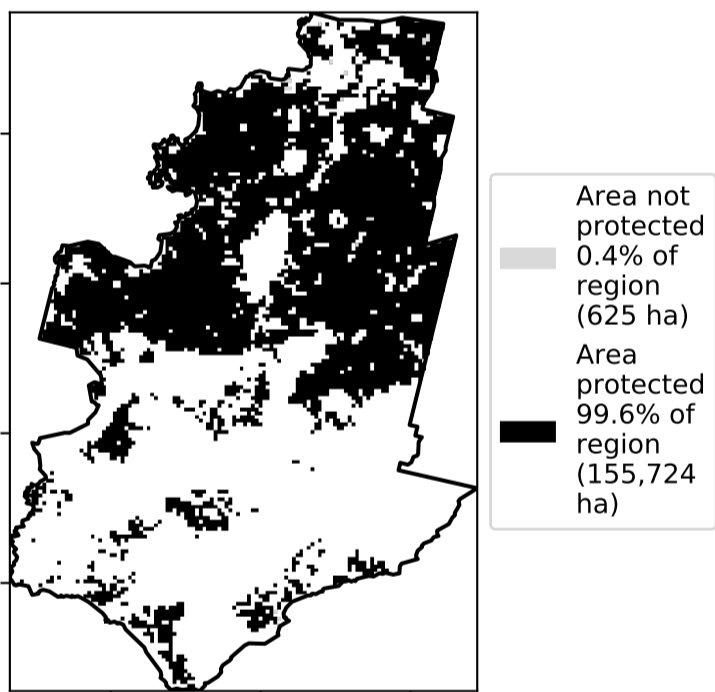 Area not
protected
0.4% of
region
(625 ha)
Area
protected
99.6% of
region
(155,724
ha)